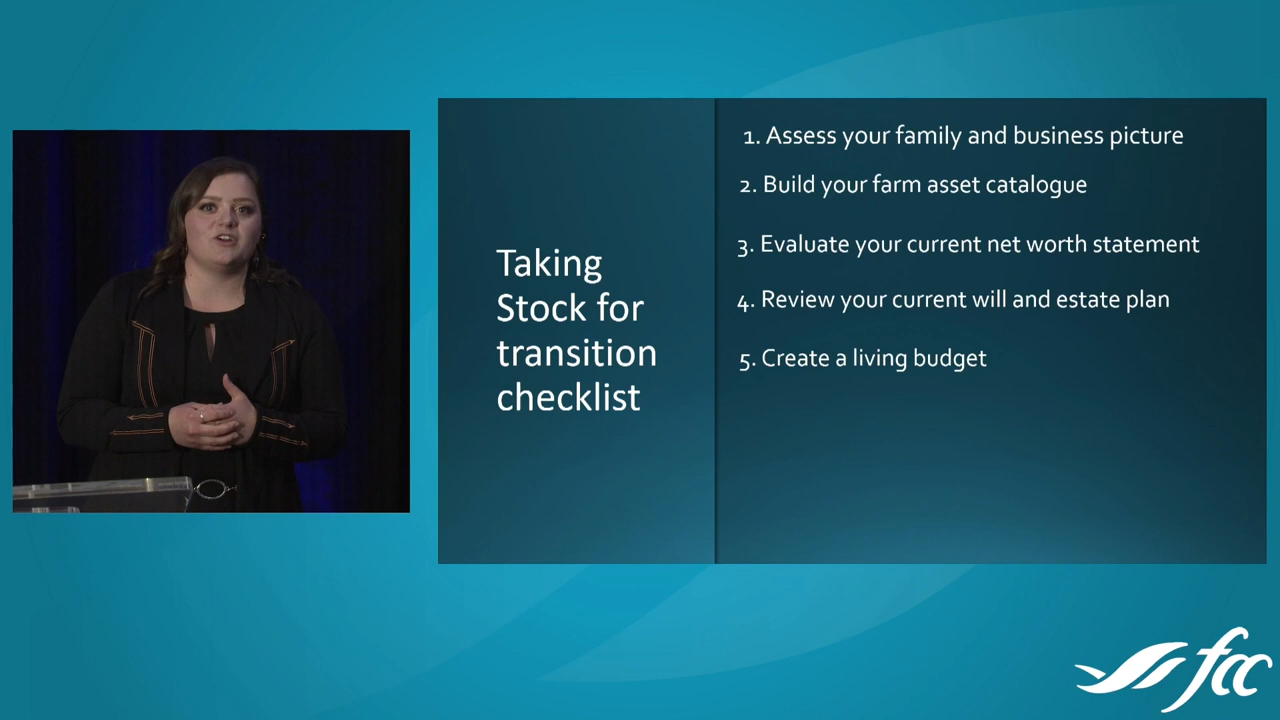 Taking
Stock for
transition
checklist
1. Assess your family and business picture
2. Build your farm asset catalogue
3. Evaluate your current net worth statement
4. Review your current will and estate plan
5. Create a living budget
fcc